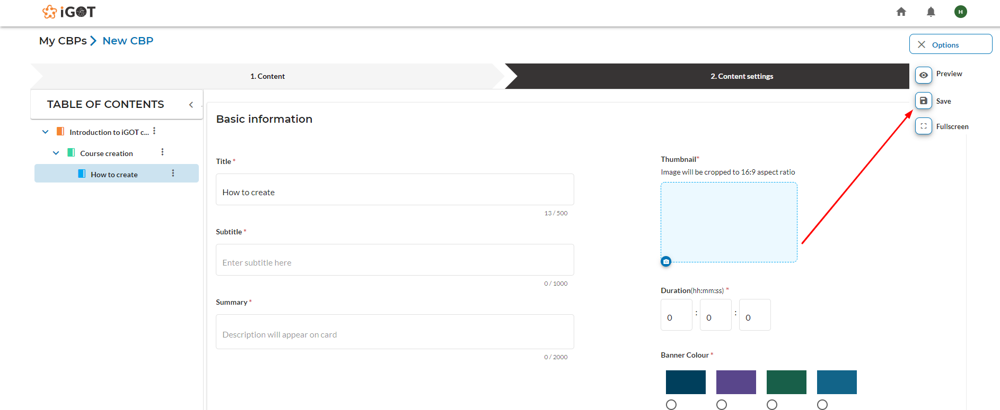 iGOT
H
My CBPs New CBP
Options
1. Content
2. Content settings
Preview
Save
Fullscreen
TABLE OF CONTENTS
Introduction to iGOT c...
Course creation
How to create
Basic information
Title *
How to create
13 / 500
Subtitle *
Enter subtitle here
0 / 1000
Summary *
Description will appear on card
0 / 2000
Thumbnail*
Image will be cropped to 16:9 aspect ratio
Duration(hh:mm:ss) *
0 : 0 : 0
Banner Colour *